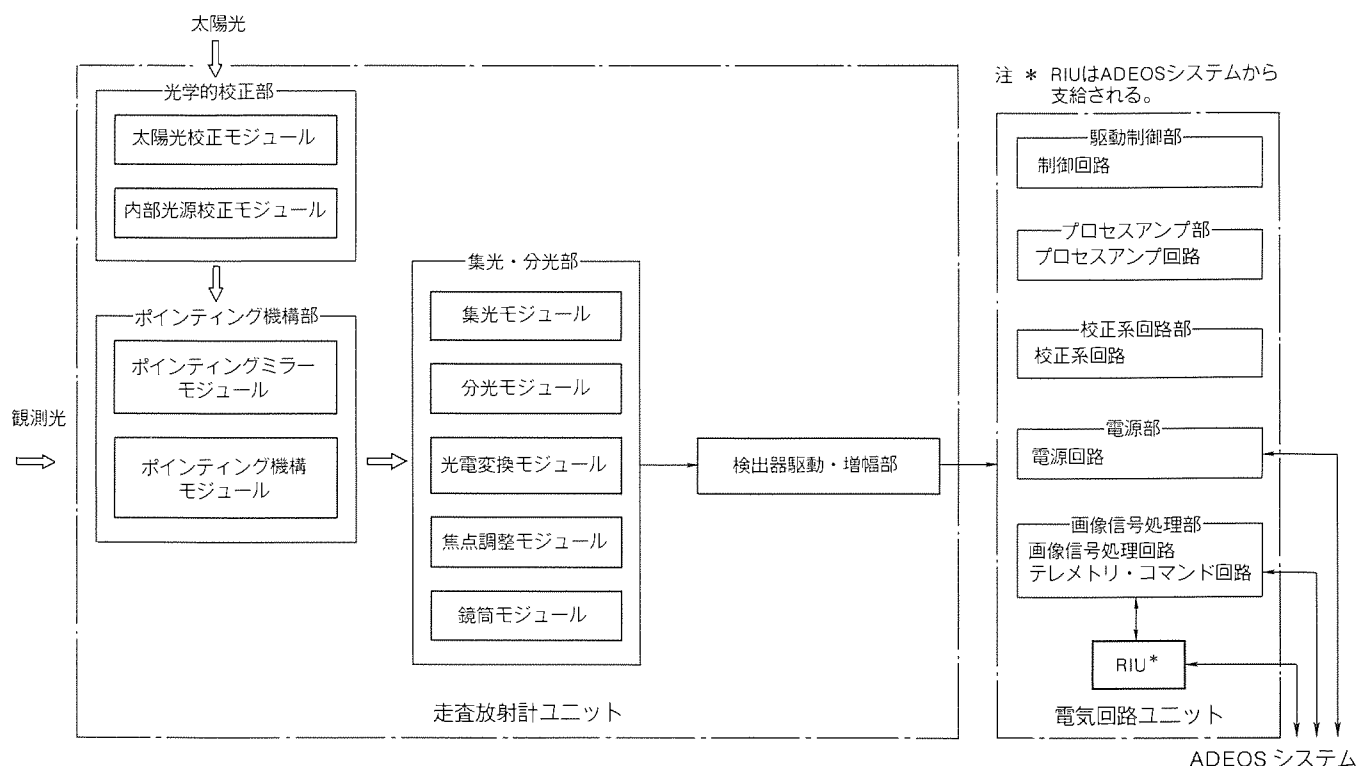 太陽光
光学的校正部
太陽光校正モジュール
内部光源校正モジュール
ポインティング機構部
ポインティングミラー
モジュール
ポインティング機構
モジュール
観測光
集光・分光部
集光モジュール
分光モジュール
光電変換モジュール
焦点調整モジュール
鏡筒モジュール
検出器駆動・増幅部
走査放射計ユニット
注 * RIUはADEOSシステムから
支給される。
駆動制御部
制御回路
プロセスアンプ部
プロセスアンプ回路
校正系回路部
校正系回路
電源部
電源回路
画像信号処理部
画像信号処理回路
テレメトリ・コマンド回路
RIU*
電気回路ユニット
ADEOS システム